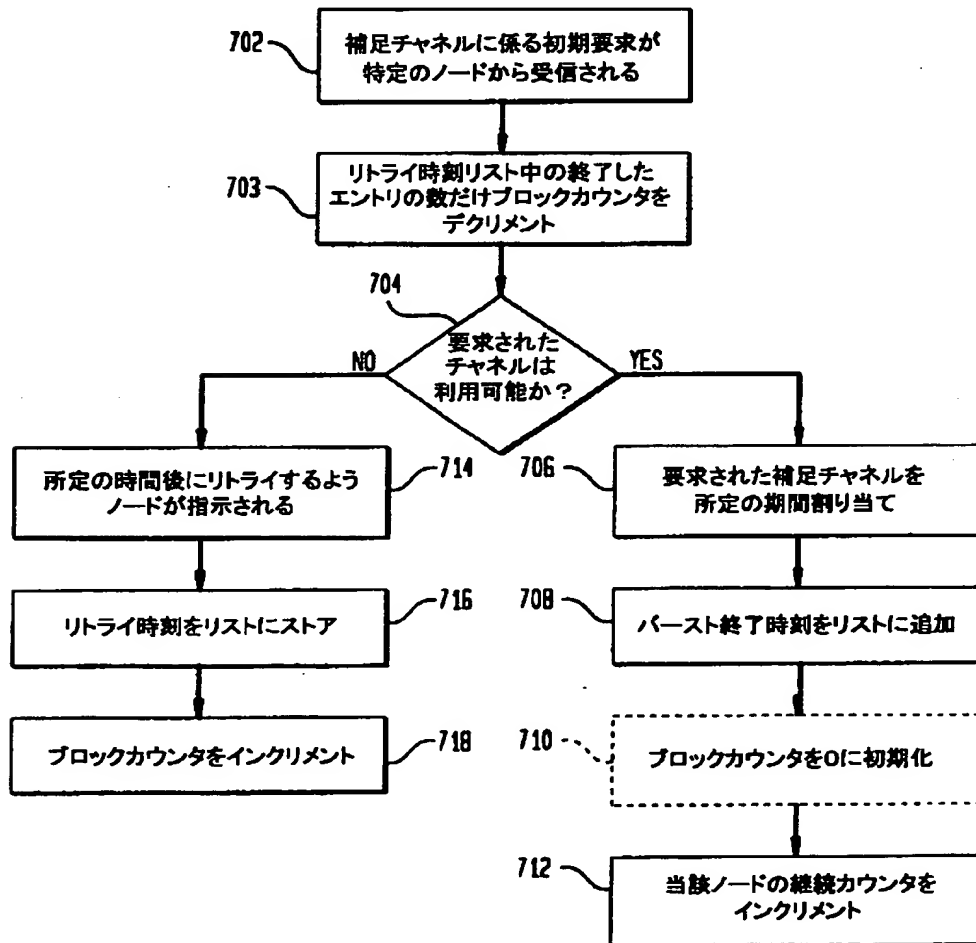 702
補足チャネルに係る初期要求が
特定のノードから受信される
703
リトライ時刻リスト中の終了した
エントリの数だけブロックカウンタを
デクリメント
704
要求された
チャネルは
利用可能か?
NO
YES
所定の時間後にリトライするよう
ノードが指示される
714
706
要求された補足チャネルを
所定の期間割り当て
リトライ時刻をリストにストア
716
708
バースト終了時刻をリストに追加
ブロックカウンタをインクリメント
718
710
ブロックカウンタを0に初期化
712
当該ノードの継続カウンタを
インクリメント